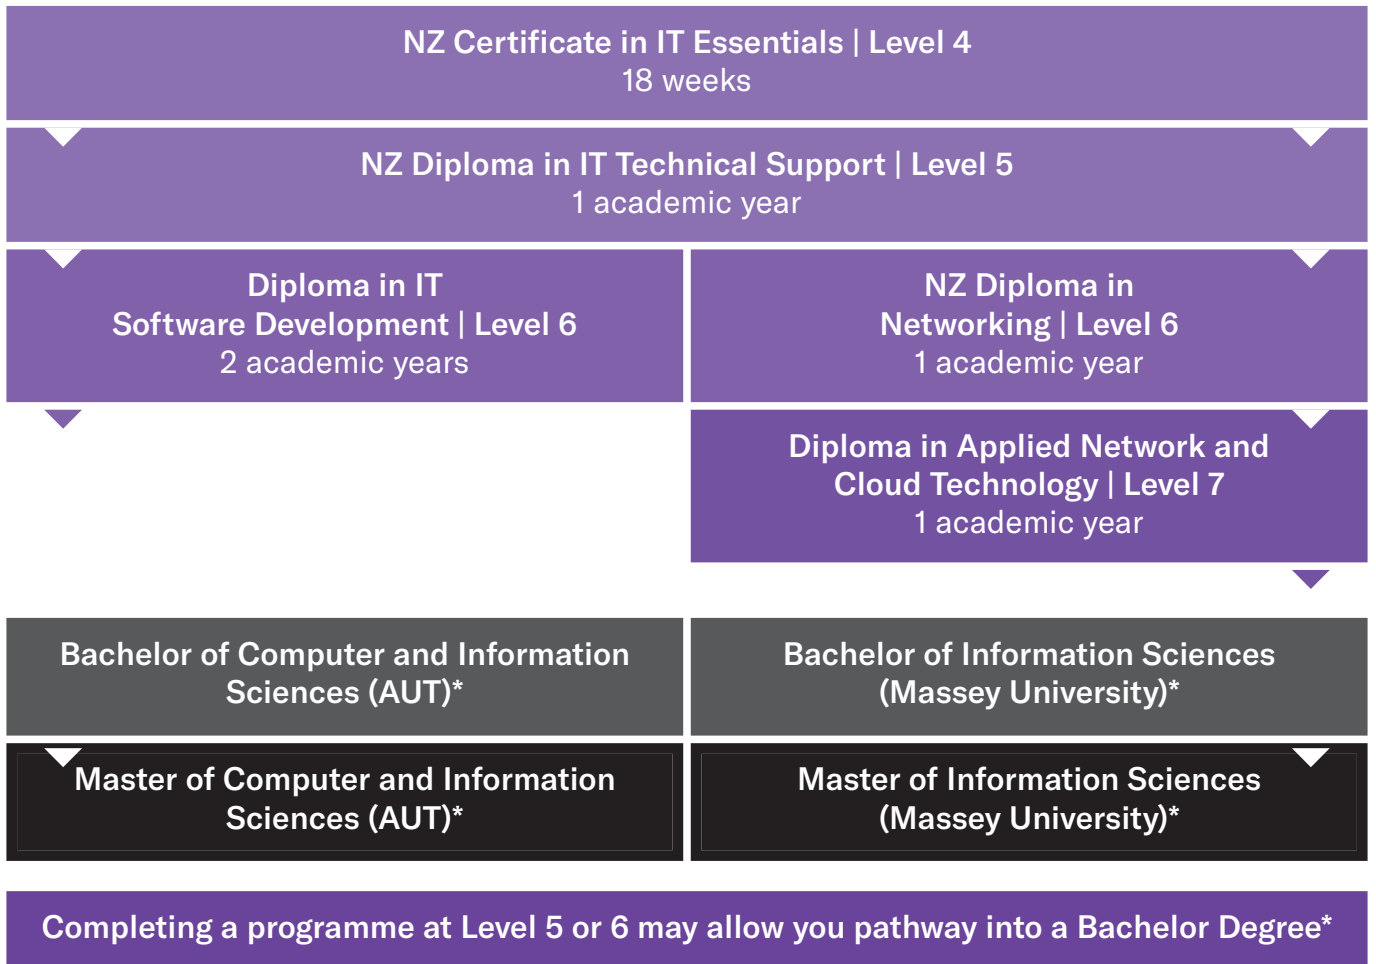 NZ Certificate in IT Essentials | Level 4
18 weeks
NZ Diploma in IT Technical Support | Level 5
1 academic year
Diploma in IT
Software Development | Level 6
2 academic years
NZ Diploma in
Networking | Level 6
1 academic year
Diploma in Applied Network and
Cloud Technology | Level 7
1 academic year
Bachelor of Computer and Information
Sciences (AUT)*
Bachelor of Information Sciences
(Massey University)*
Master of Computer and Information
Sciences (AUT)*
Master of Information Sciences
(Massey University)*
Completing a programme at Level 5 or 6 may allow you pathway into a Bachelor Degree*